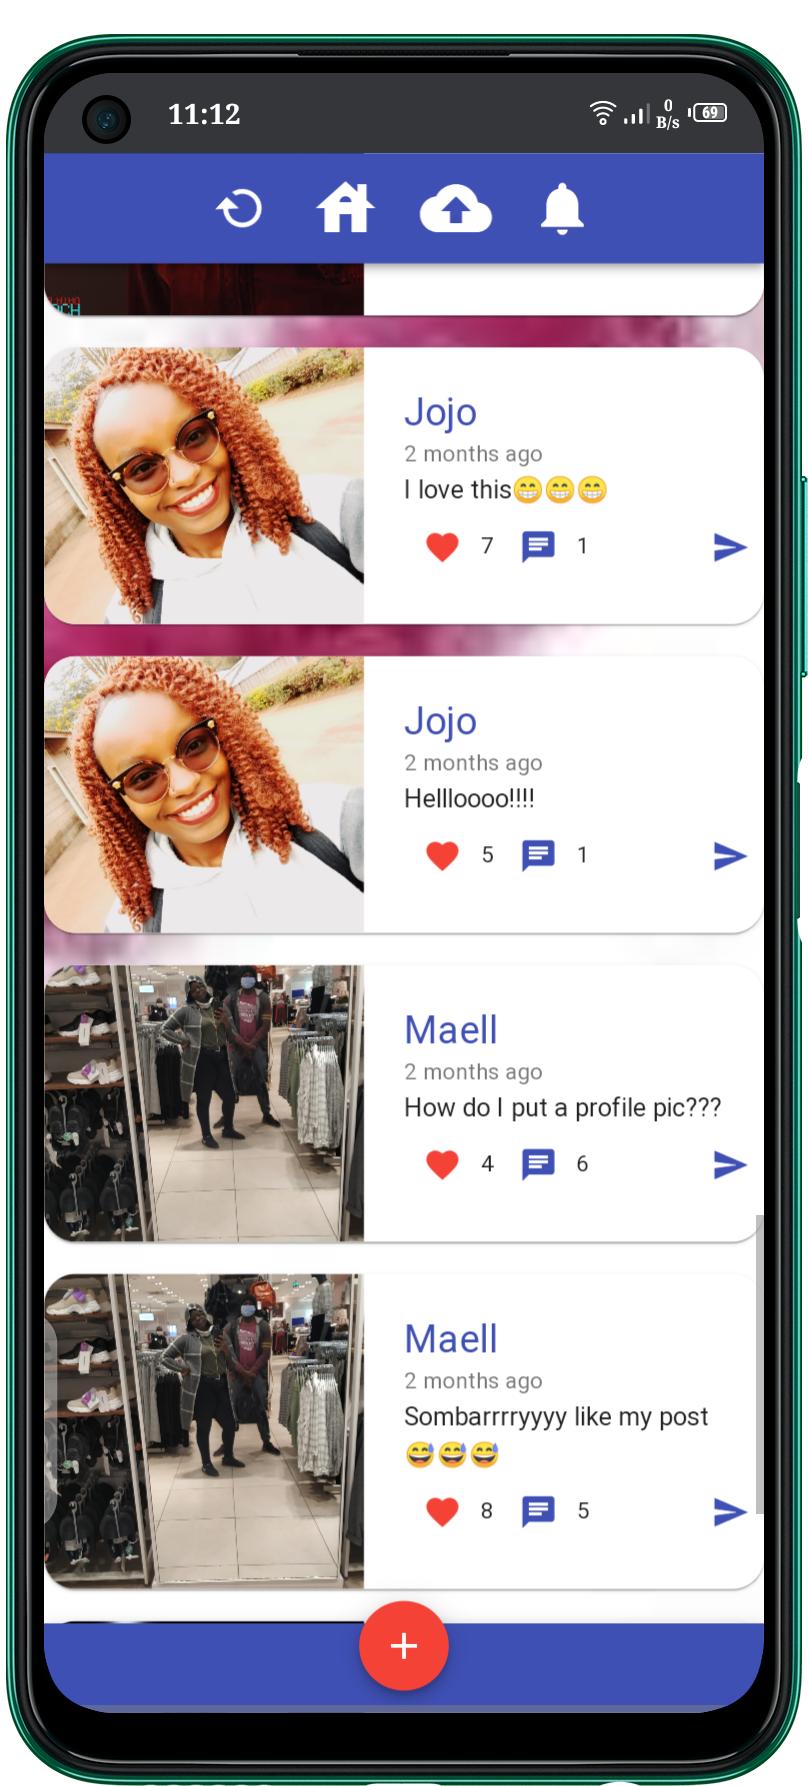 11:12
0
B/s
69
Jojo
2 months ago
I love this😁😁😁
7 1
Jojo
2 months ago
Hellloooo!!!!
5 1
Maell
2 months ago
How do I put a profile pic???
4 6
Maell
2 months ago
Sombarrrryyyy like my post
😅😅😅
8 5